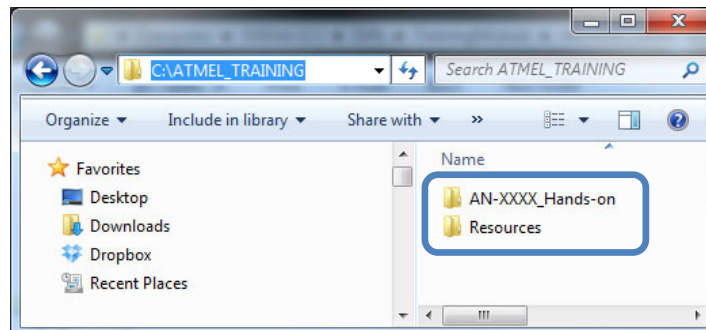 C:\ATMEL_TRAINING
Search ATMEL_TRAINING
Organize
Include in library
Share with
»
Name
Favorites
Desktop
Downloads
Dropbox
Recent Places
AN-XXXX_Hands-on
Resources